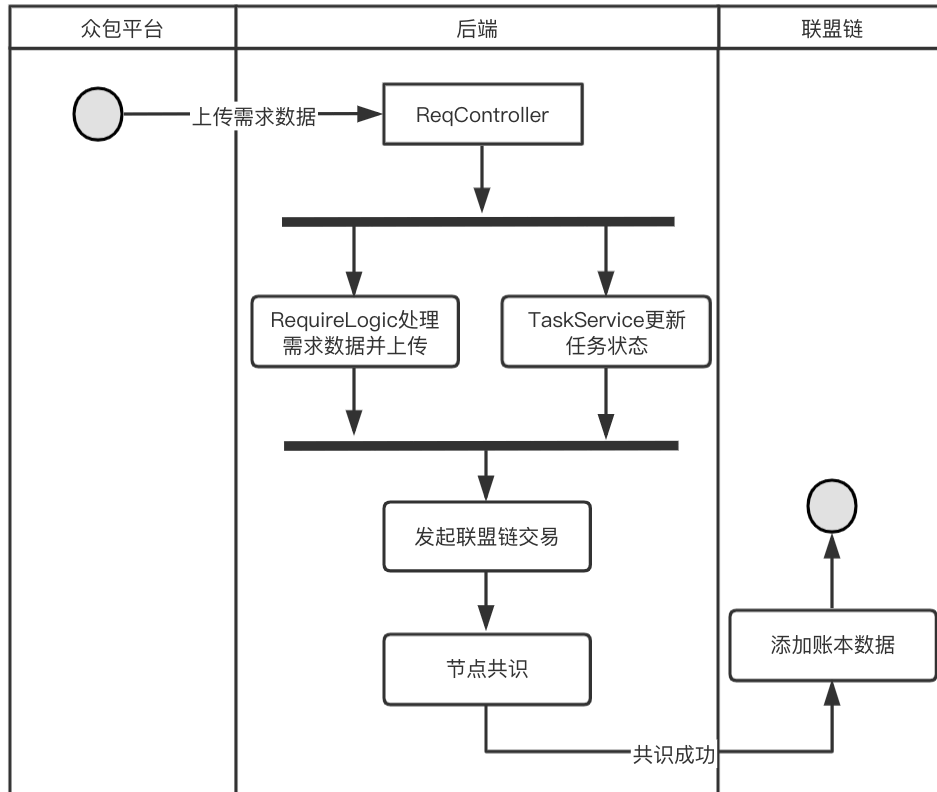 众包平台
后端
联盟链
上传需求数据
ReqController
RequireLogic处理
需求数据并上传
TaskService更新
任务状态
发起联盟链交易
节点共识
添加账本数据
共识成功